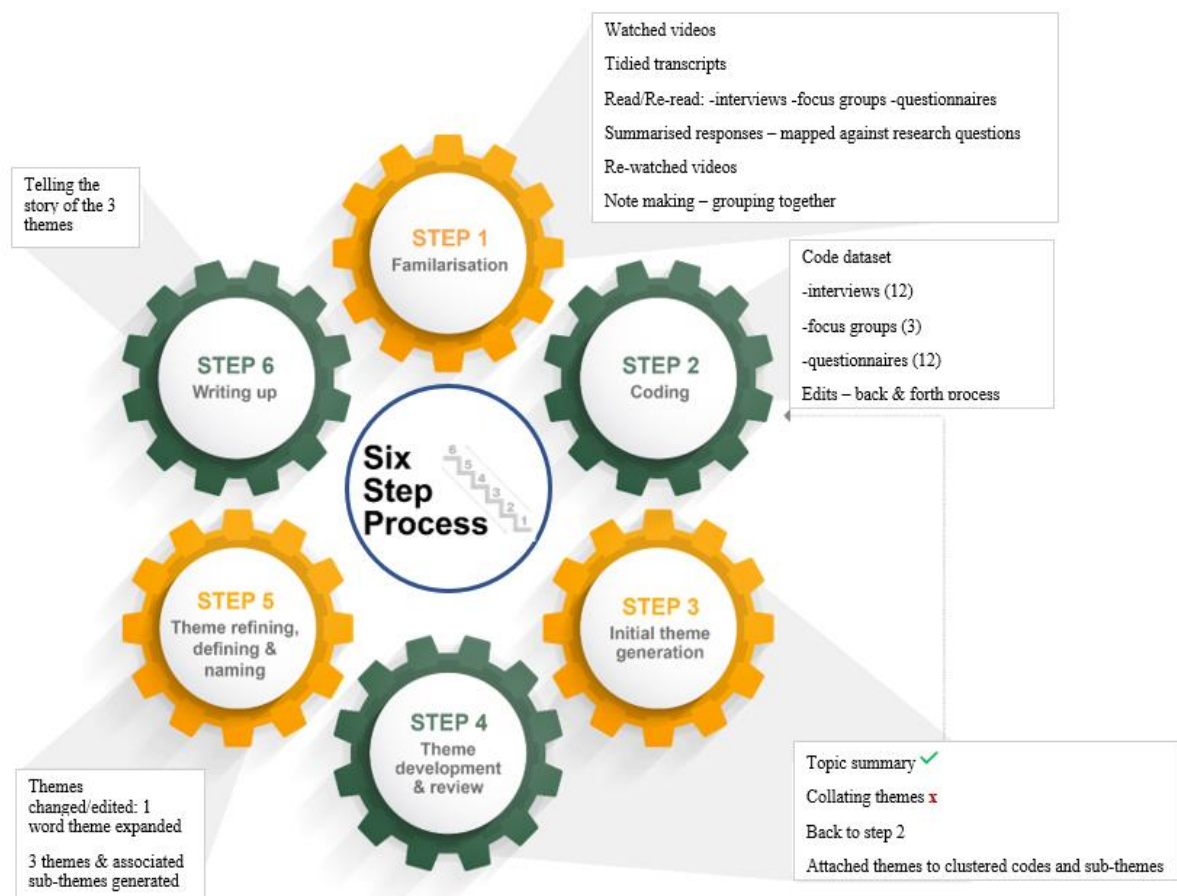 Watched videos
Tidied transcripts
Read/Re-read: -interviews -focus groups -questionnaires
Summarised responses – mapped against research questions
Re-watched videos
Note making – grouping together
Telling the
story of the 3
themes
STEP 1
Familarisation
Code dataset
-interviews (12)
-focus groups (3)
-questionnaires (12)
Edits – back & forth process
STEP 6
Writing up
STEP 2
Coding
Six
Step
Process
6
5
4
3
2
1
STEP 5
Theme refining,
defining &
naming
STEP 3
Initial theme
generation
STEP 4
Theme
development
& review
Themes
changed/edited: 1
word theme expanded
3 themes & associated
sub-themes generated
Topic summary ✓
Collating themes x
Back to step 2
Attached themes to clustered codes and sub-themes